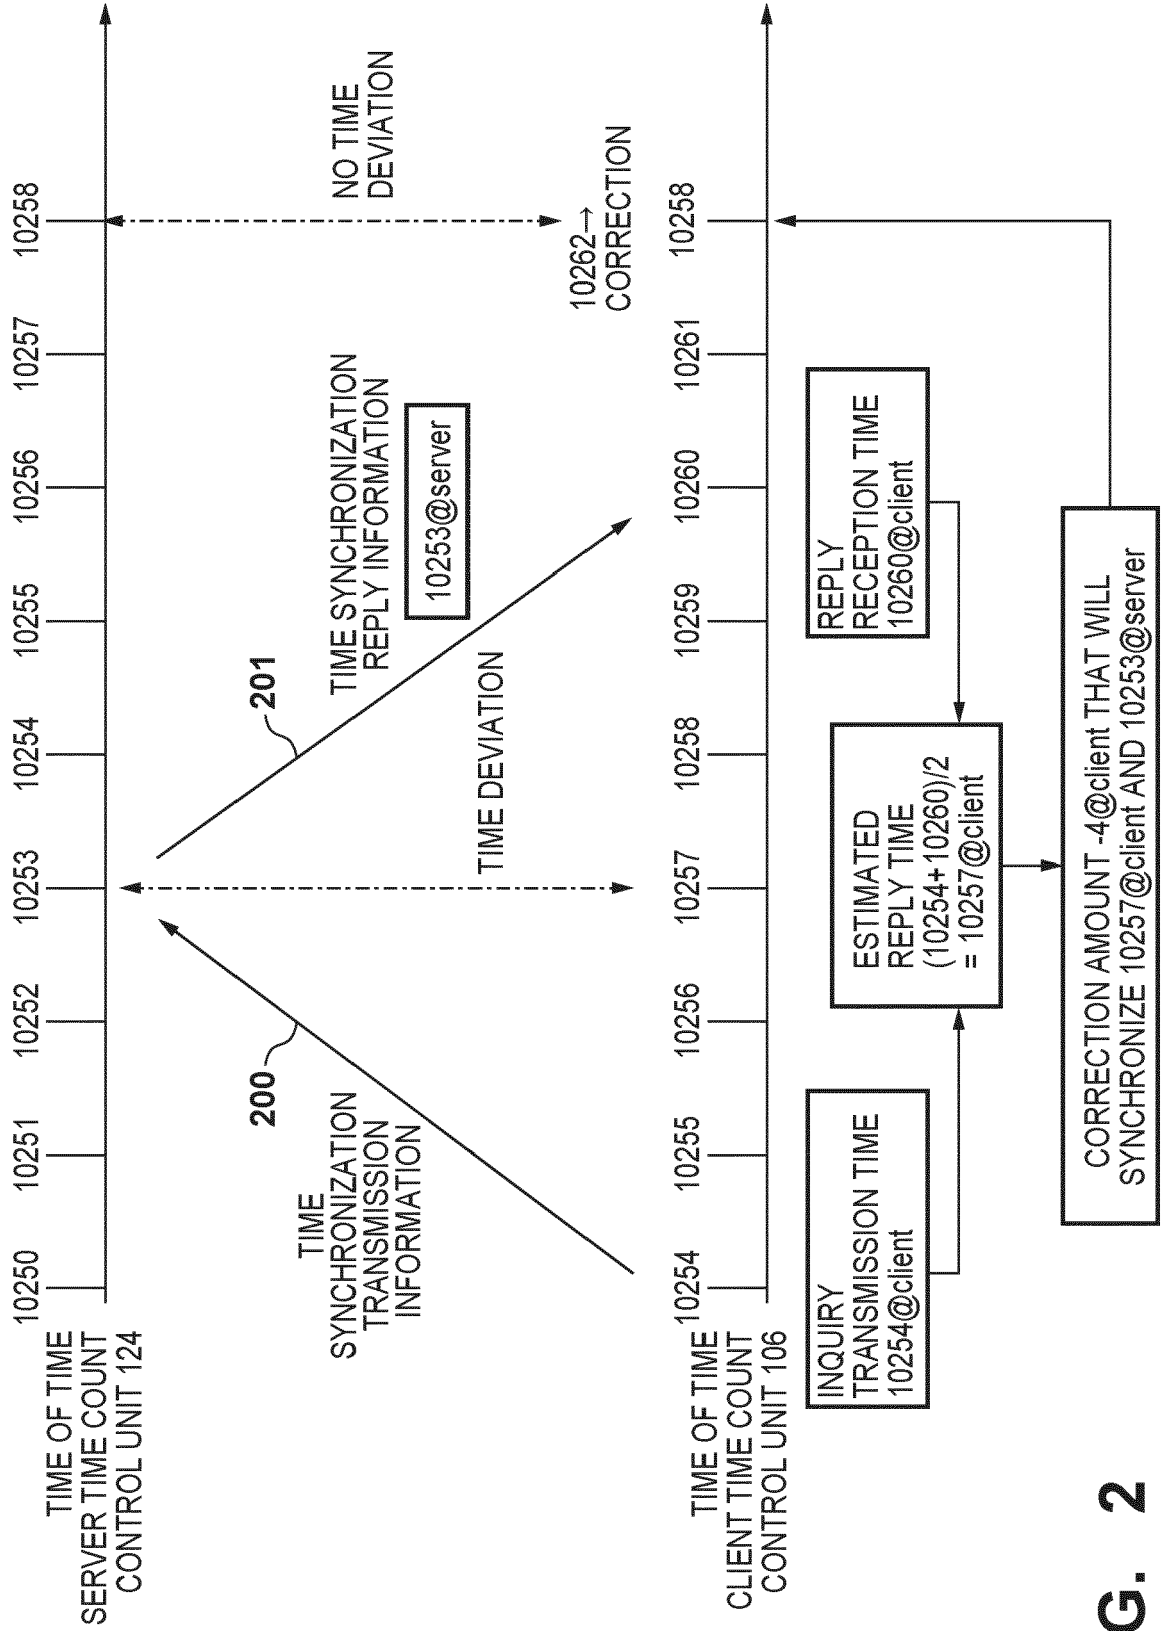 TIME OF TIME
SERVER TIME COUNT
CONTROL UNIT 124
10250
10251
10252
10253
10254
10255
10256
10257
10258
TIME
SYNCHRONIZATION
TRANSMISSION
INFORMATION
200
201
TIME SYNCHRONIZATION
REPLY INFORMATION
10253@server
TIME DEVIATION
NO TIME
DEVIATION
10262→
CORRECTION
TIME OF TIME
CLIENT TIME COUNT
CONTROL UNIT 106
10254
10255
10256
10257
10258
10259
10260
10261
10258
INQUIRY
TRANSMISSION TIME
10254@client
ESTIMATED
REPLY TIME
(10254+10260)/2
= 10257@client
REPLY
RECEPTION TIME
10260@client
CORRECTION AMOUNT -4@client THAT WILL
SYNCHRONIZE 10257@client AND 10253@server
G. 2